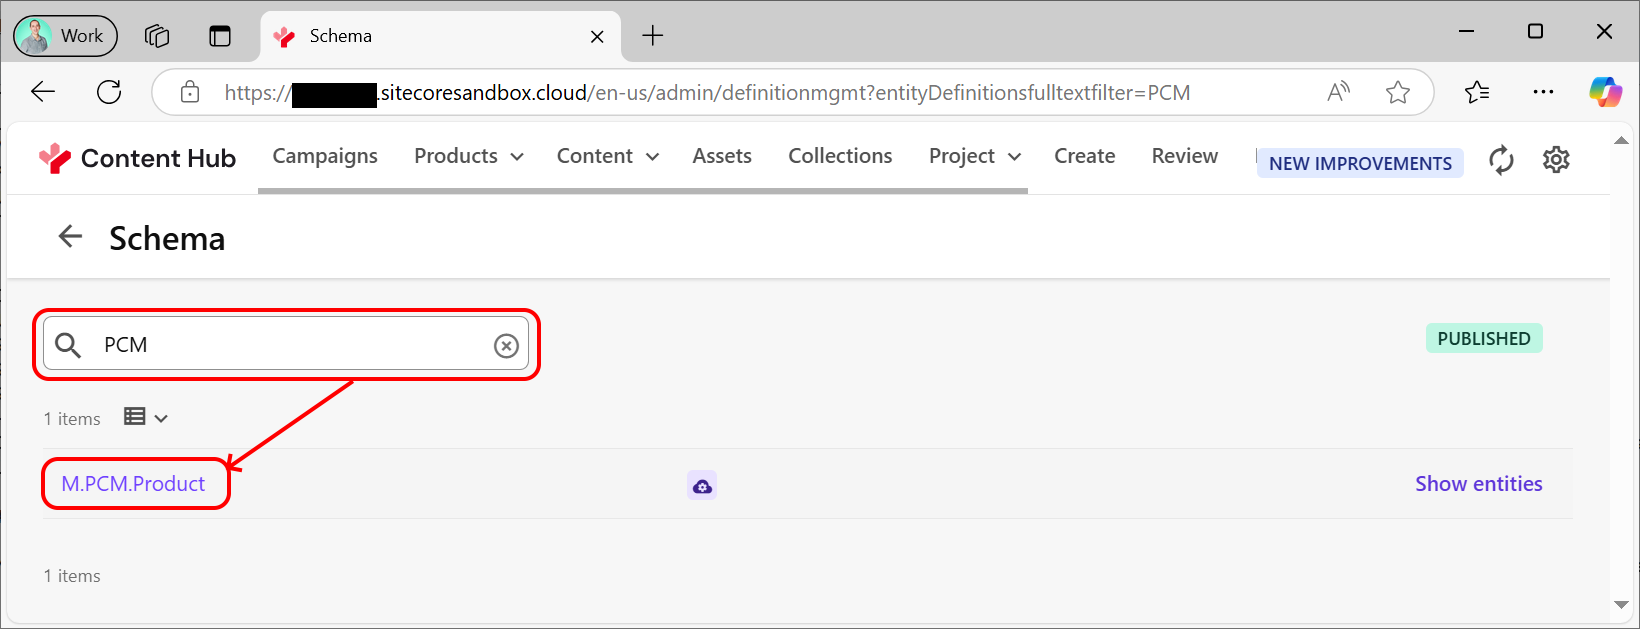 Work
Schema
https:// .sitecoresandbox.cloud/en-us/admin/definitionmgmt?entityDefinitionsfulltextfilter=PCM
Content Hub Campaigns Products Content Assets Collections Project Create Review NEW IMPROVEMENTS
Schema
PCM
PUBLISHED
1 items
M.PCM.Product Show entities
1 items